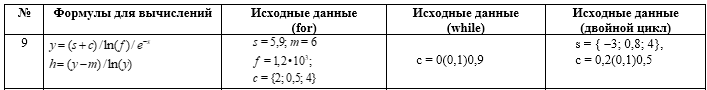 № Формулы для вычислений Исходные данные (for) Исходные данные (while) Исходные данные (двойной цикл)
9 y = (s + c) / ln(f) / e⁻ˢ
h = (y − m) / ln(y)
s = 5,9; m = 6
f = 1,2•10³;
c = {2; 0,5; 4}
c = 0(0,1)0,9
s = { –3; 0,8; 4},
c = 0,2(0,1)0,5